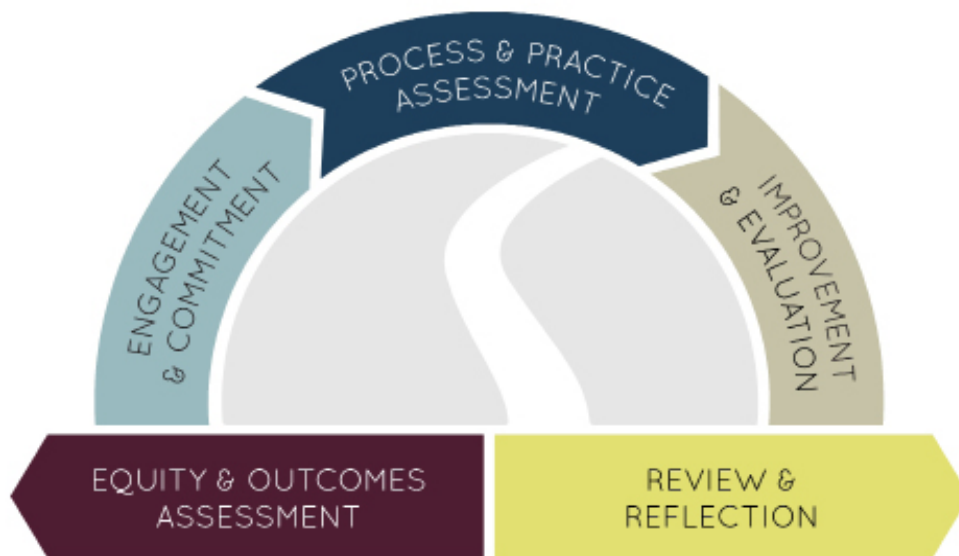 PROCESS & PRACTICE
ASSESSMENT
ENGAGEMENT
& COMMITMENT
IMPROVEMENT
& EVALUATION
EQUITY & OUTCOMES
ASSESSMENT
REVIEW &
REFLECTION